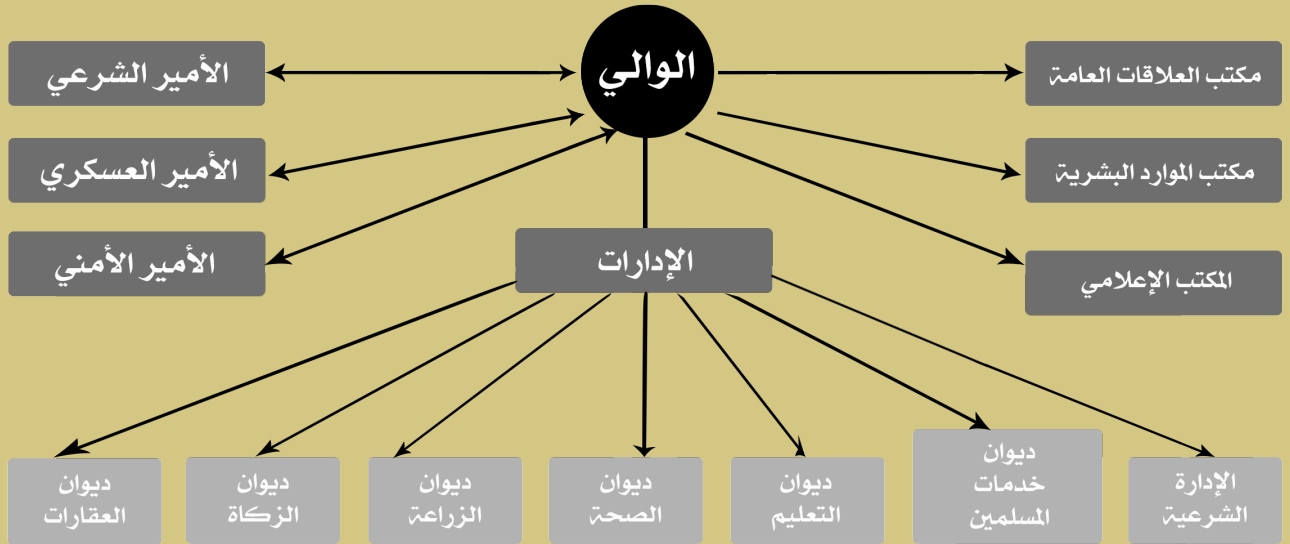 الوالي
مكتب العلاقات العامة
مكتب الموارد البشرية
المكتب الإعلامي
الأمير الشرعي
الأمير العسكري
الأمير الأمني
الإدارات
الإدارة
الشرعية
ديوان
خدمات
المسلمين
ديوان
التعليم
ديوان
الصحة
ديوان
الزراعة
ديوان
الزكاة
ديوان
العقارات